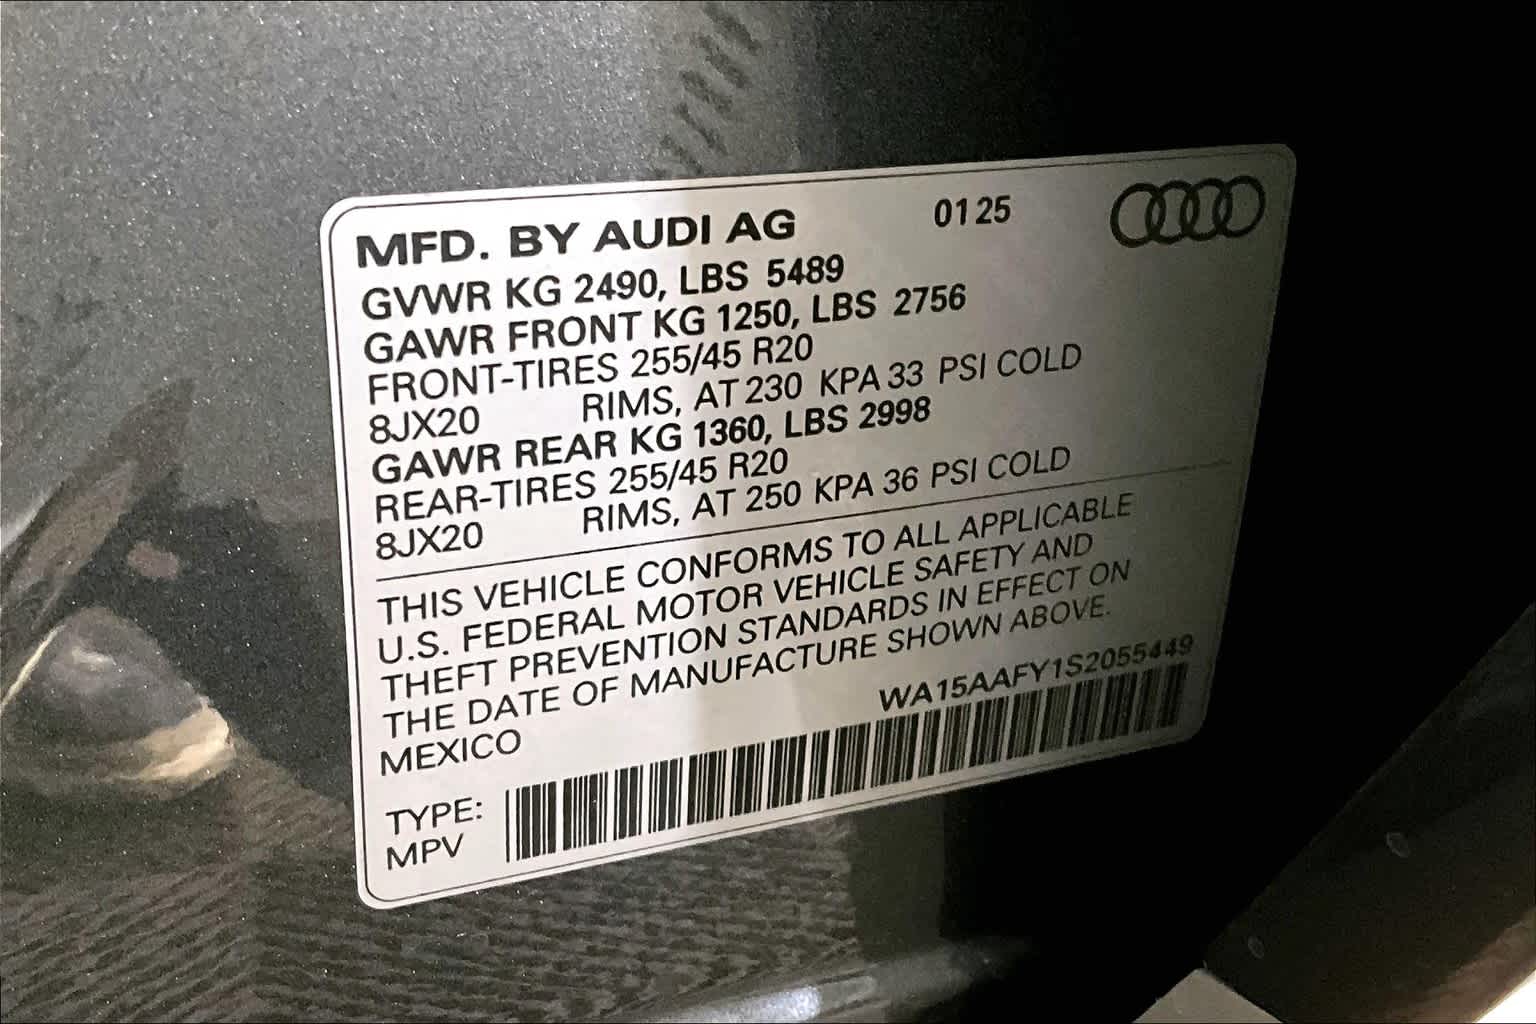 MFD. BY AUDI AG 0125
GVWR KG 2490, LBS 5489
GAWR FRONT KG 1250, LBS 2756
FRONT-TIRES 255/45 R20
8JX20 RIMS, AT 230 KPA 33 PSI COLD
GAWR REAR KG 1360, LBS 2998
REAR-TIRES 255/45 R20
8JX20 RIMS, AT 250 KPA 36 PSI COLD
THIS VEHICLE CONFORMS TO ALL APPLICABLE
U.S. FEDERAL MOTOR VEHICLE SAFETY AND
THEFT PREVENTION STANDARDS IN EFFECT ON
THE DATE OF MANUFACTURE SHOWN ABOVE.
MEXICO WA15AAFY1S2055449
TYPE:
MPV